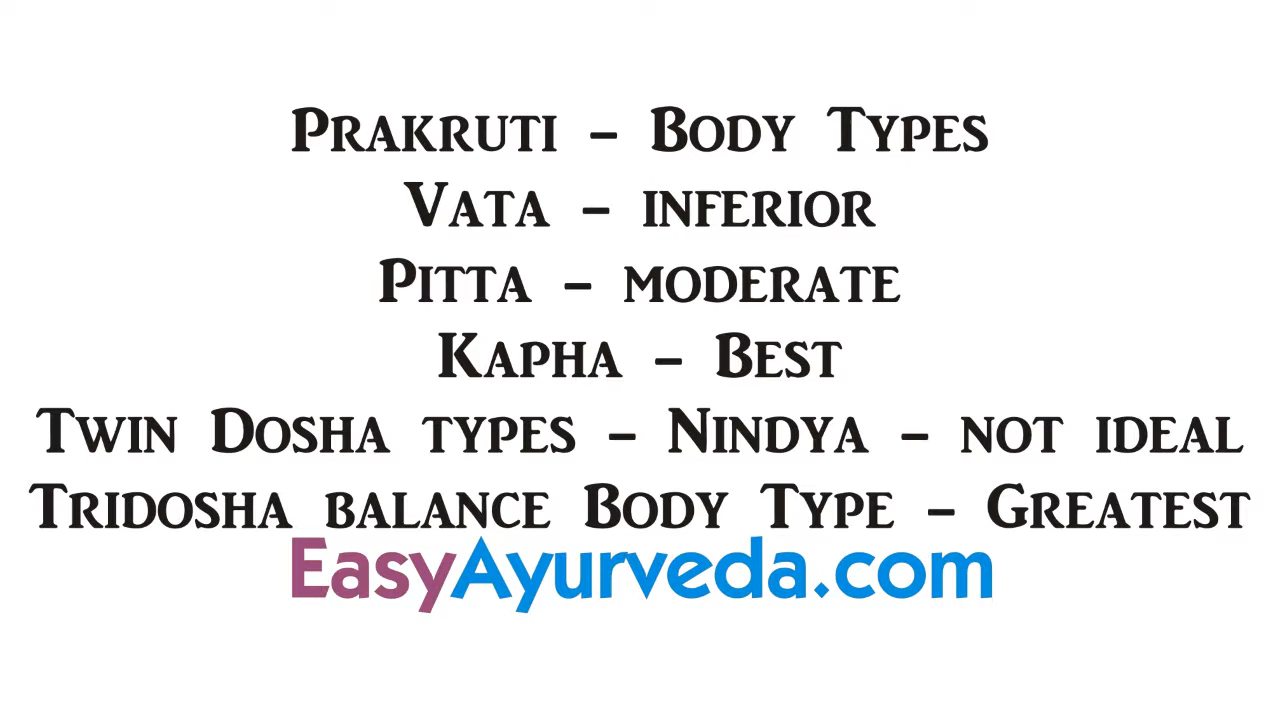 Prakruti – Body Types
Vata – inferior
Pitta – moderate
Kapha – Best
Twin Dosha types – Nindya – not ideal
Tridosha balance Body Type – Greatest
EasyAyurveda.com